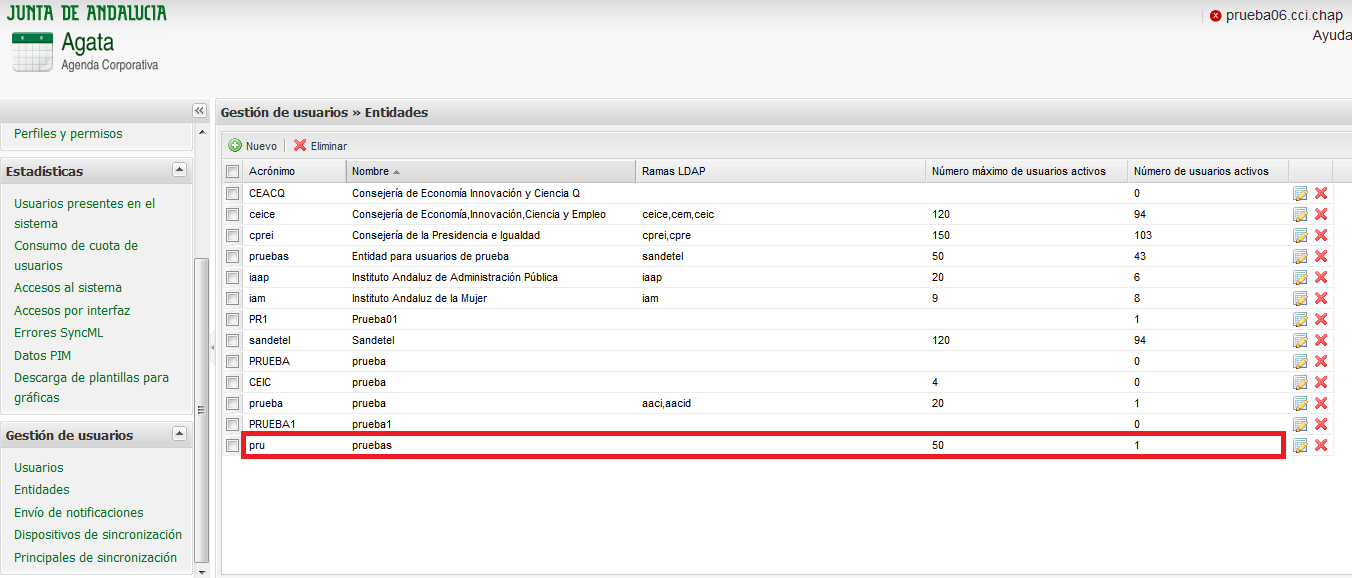 JUNTA DE ANDALUCIA
Agata
Agenda Corporativa
prueba06.cci.chap
Ayuda
Perfiles y permisos
Estadísticas
Usuarios presentes en el
sistema
Consumo de cuota de
usuarios
Accesos al sistema
Accesos por interfaz
Errores SyncML
Datos PIM
Descarga de plantillas para
gráficas
Gestión de usuarios
Usuarios
Entidades
Envío de notificaciones
Dispositivos de sincronización
Principales de sincronización
Gestión de usuarios » Entidades
Nuevo Eliminar
Acrónimo Nombre Ramas LDAP Número máximo de usuarios activos Número de usuarios activos
CEACQ Consejería de Economía Innovación y Ciencia Q 0
ceice Consejería de Economía,Innovación,Ciencia y Empleo ceice,cem,ceic 120 94
cprei Consejería de la Presidencia e Igualdad cprei,cpre 150 103
pruebas Entidad para usuarios de prueba sandetel 50 43
iaap Instituto Andaluz de Administración Pública iaap 20 6
iam Instituto Andaluz de la Mujer iam 9 8
PR1 Prueba01 1
sandetel Sandetel 120 94
PRUEBA prueba 0
CEIC prueba 4 0
prueba prueba aaci,aacid 20 1
PRUEBA1 prueba1 0
pru pruebas 50 1